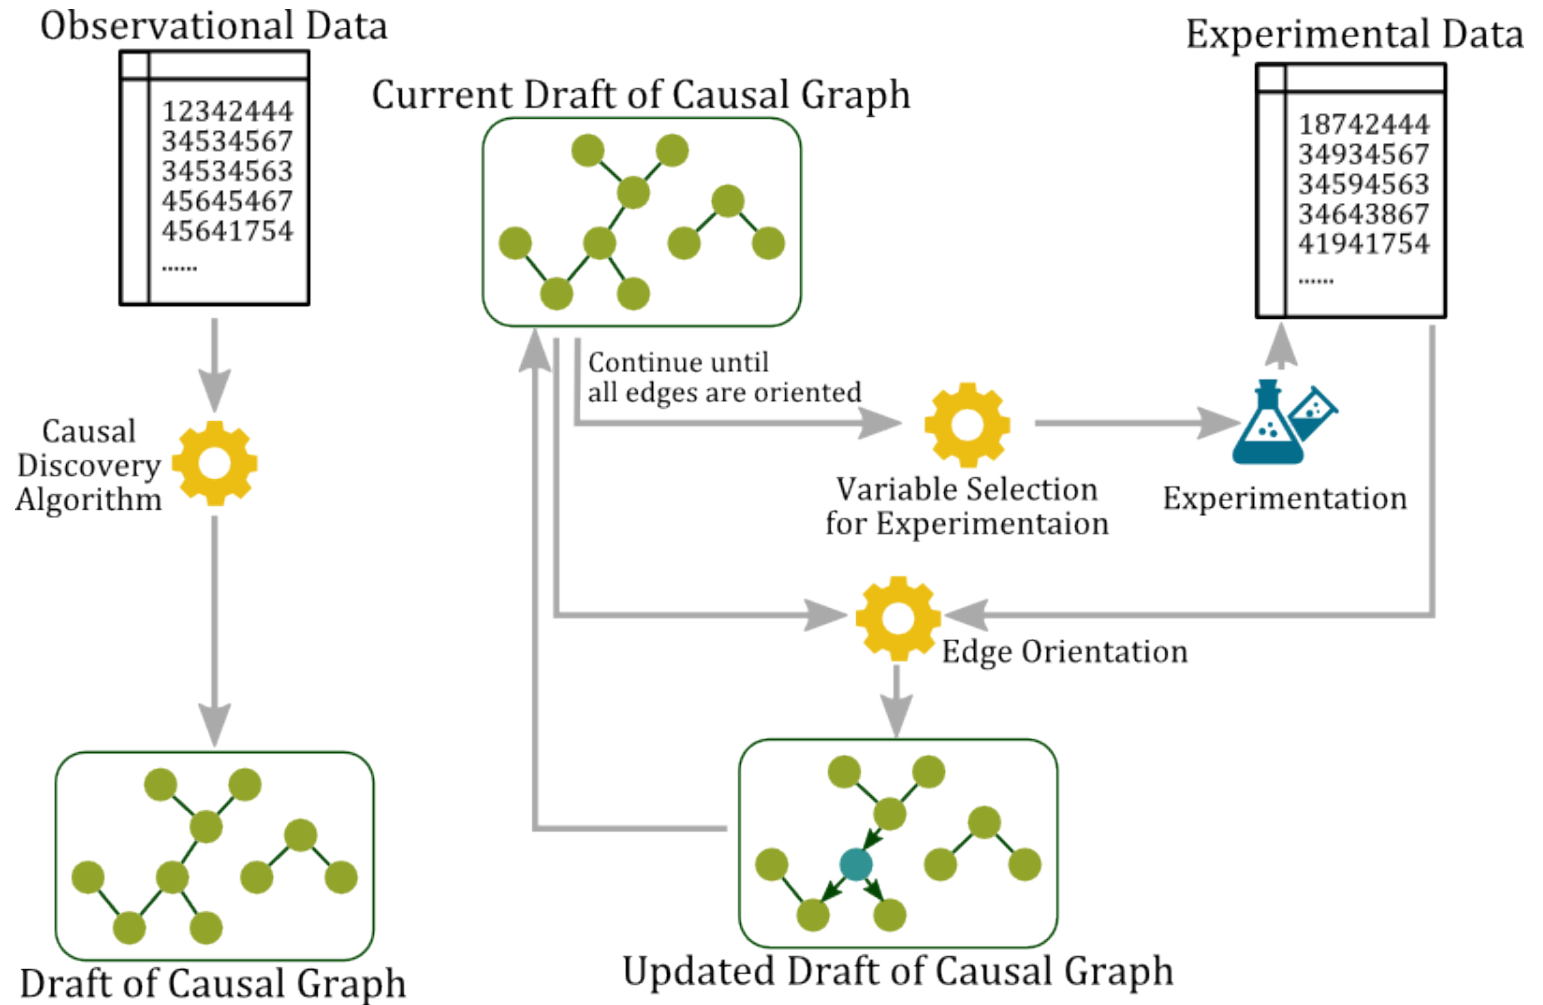 Observational Data
12342444
34534567
34534563
45645467
45641754
......
Causal
Discovery
Algorithm
Draft of Causal Graph
Current Draft of Causal Graph
Continue until
all edges are oriented
Variable Selection
for Experimentaion
Experimentation
Experimental Data
18742444
34934567
34594563
34643867
41941754
......
Edge Orientation
Updated Draft of Causal Graph